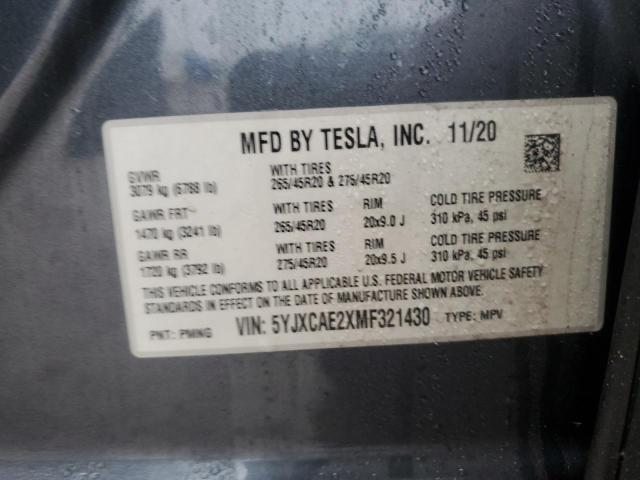 MFD BY TESLA, INC. 11/20
GVWR WITH TIRES
3079 kg (6788 lb) 265/45R20 & 275/45R20
GAWR FRT WITH TIRES RIM COLD TIRE PRESSURE
1470 kg (3241 lb) 265/45R20 20x9.0 J 310 kPa, 45 psi
GAWR RR WITH TIRES RIM COLD TIRE PRESSURE
1720 kg (3792 lb) 275/45R20 20x9.5 J 310 kPa, 45 psi
THIS VEHICLE CONFORMS TO ALL APPLICABLE U.S. FEDERAL MOTOR VEHICLE SAFETY
STANDARDS IN EFFECT ON THE DATE OF MANUFACTURE SHOWN ABOVE.
PNT: PMNG VIN: 5YJXCAE2XMF321430 TYPE: MPV